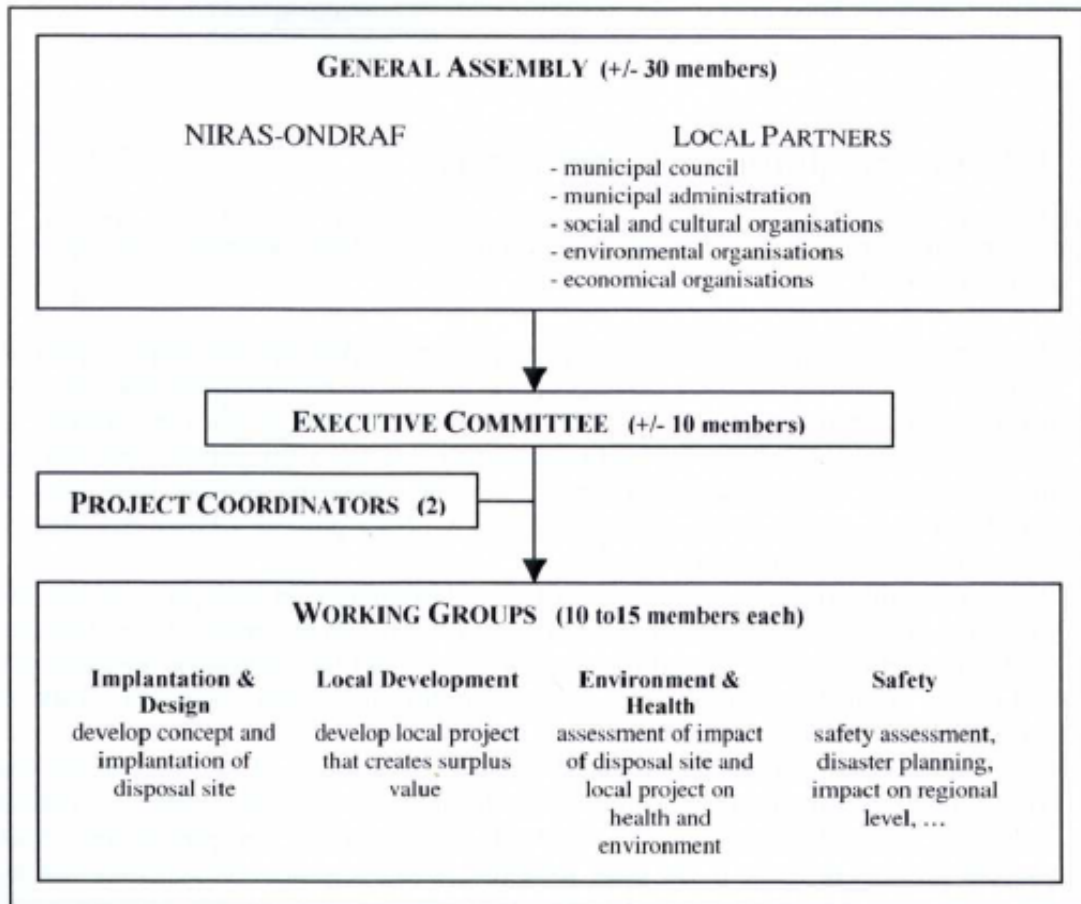 GENERAL ASSEMBLY (+/- 30 members)
NIRAS-ONDRAF
LOCAL PARTNERS
- municipal council
- municipal administration
- social and cultural organisations
- environmental organisations
- economical organisations
EXECUTIVE COMMITTEE (+/- 10 members)
PROJECT COORDINATORS (2)
WORKING GROUPS (10 to15 members each)
Implantation &
Design
develop concept and
implantation of
disposal site
Local Development
develop local project
that creates surplus
value
Environment &
Health
assessment of impact
of disposal site and
local project on
health and
environment
Safety
safety assessment,
disaster planning,
impact on regional
level, …